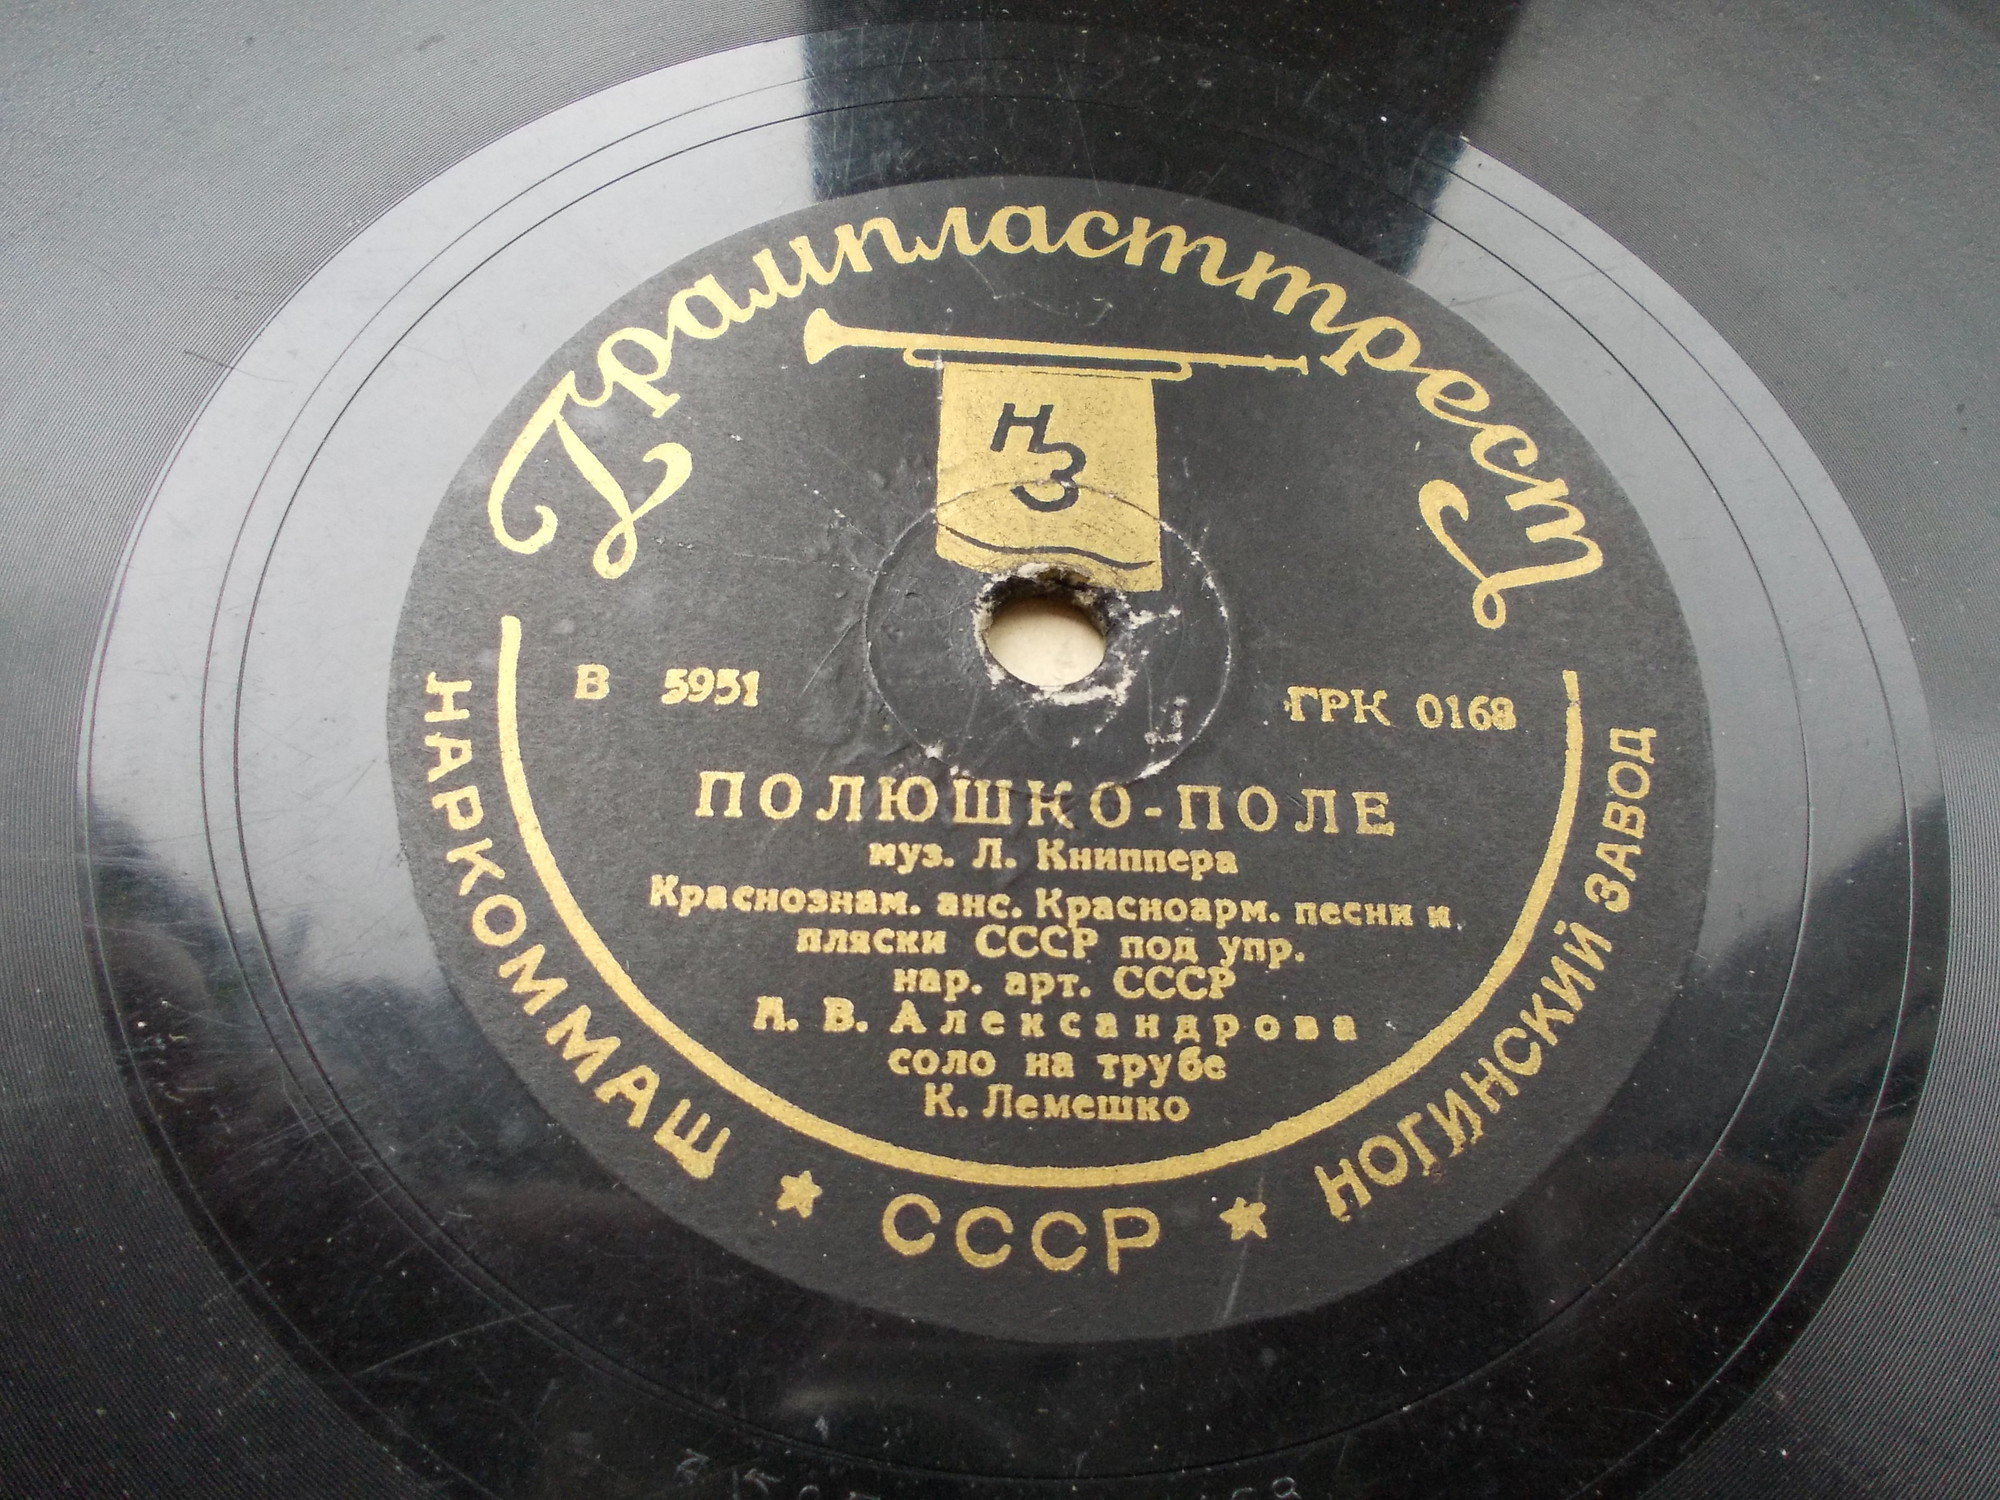 Грампласттрест
НЗ
В 5951
ГРК 0168
ПОЛЮШКО-ПОЛЕ
муз. Л. Книппера
Краснознам. анс. Красноарм. песни и
пляски СССР под упр.
нар. арт. СССР
А. В. Александрова
соло на трубе
К. Лемешко
НАРКОММАШ ★ СССР ★ НОГИНСКИЙ ЗАВОД